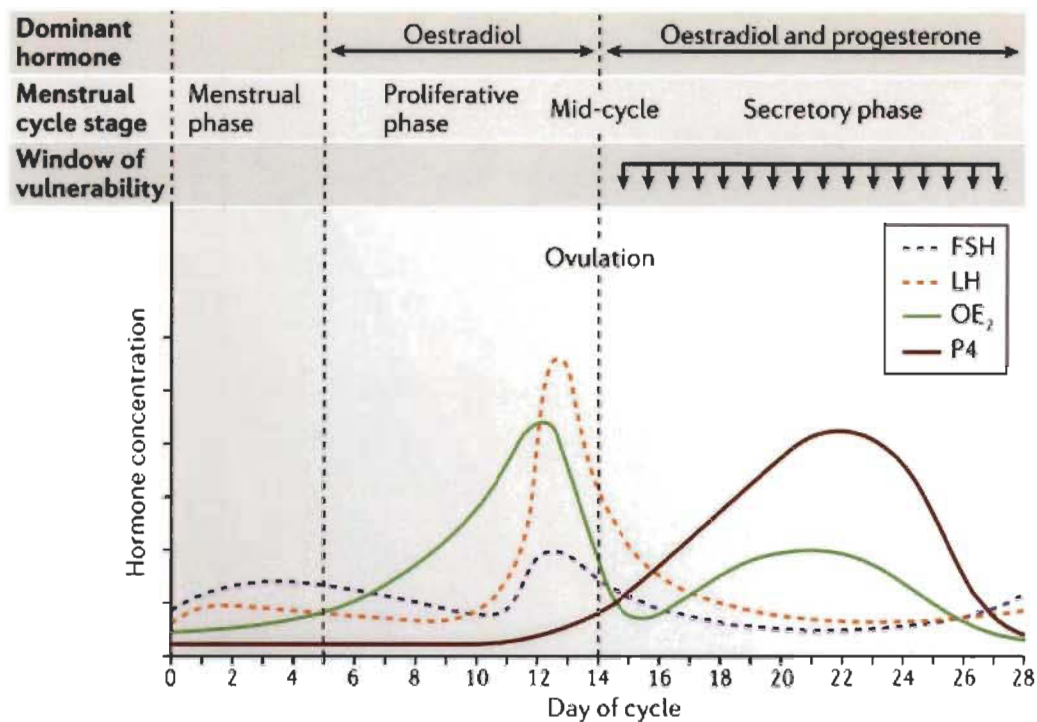 Dominant hormone
Oestradiol
Oestradiol and progesterone
Menstrual cycle stage
Menstrual phase
Proliferative phase
Mid-cycle
Secretory phase
Window of vulnerability
Ovulation
FSH
LH
OE₂
P4
Hormone concentration
0 2 4 6 8 10 12 14 16 18 20 22 24 26 28
Day of cycle